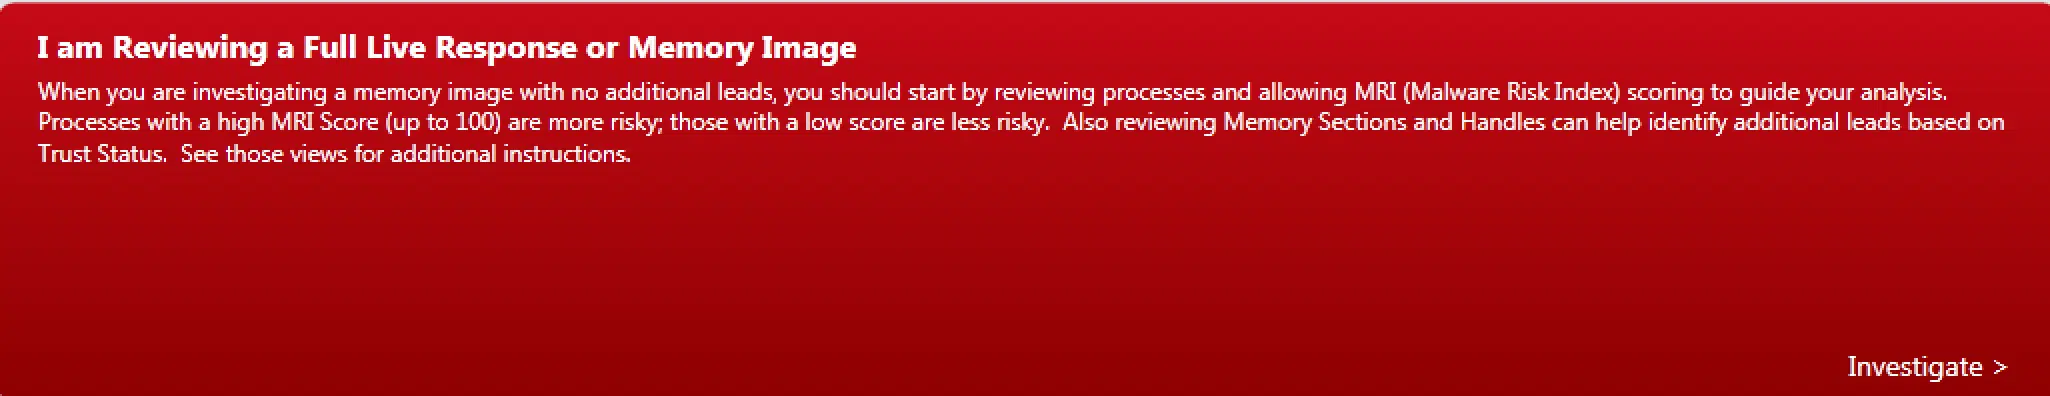 I am Reviewing a Full Live Response or Memory Image
When you are investigating a memory image with no additional leads, you should start by reviewing processes and allowing MRI (Malware Risk Index) scoring to guide your analysis.
Processes with a high MRI Score (up to 100) are more risky; those with a low score are less risky.  Also reviewing Memory Sections and Handles can help identify additional leads based on
Trust Status.  See those views for additional instructions.
Investigate >